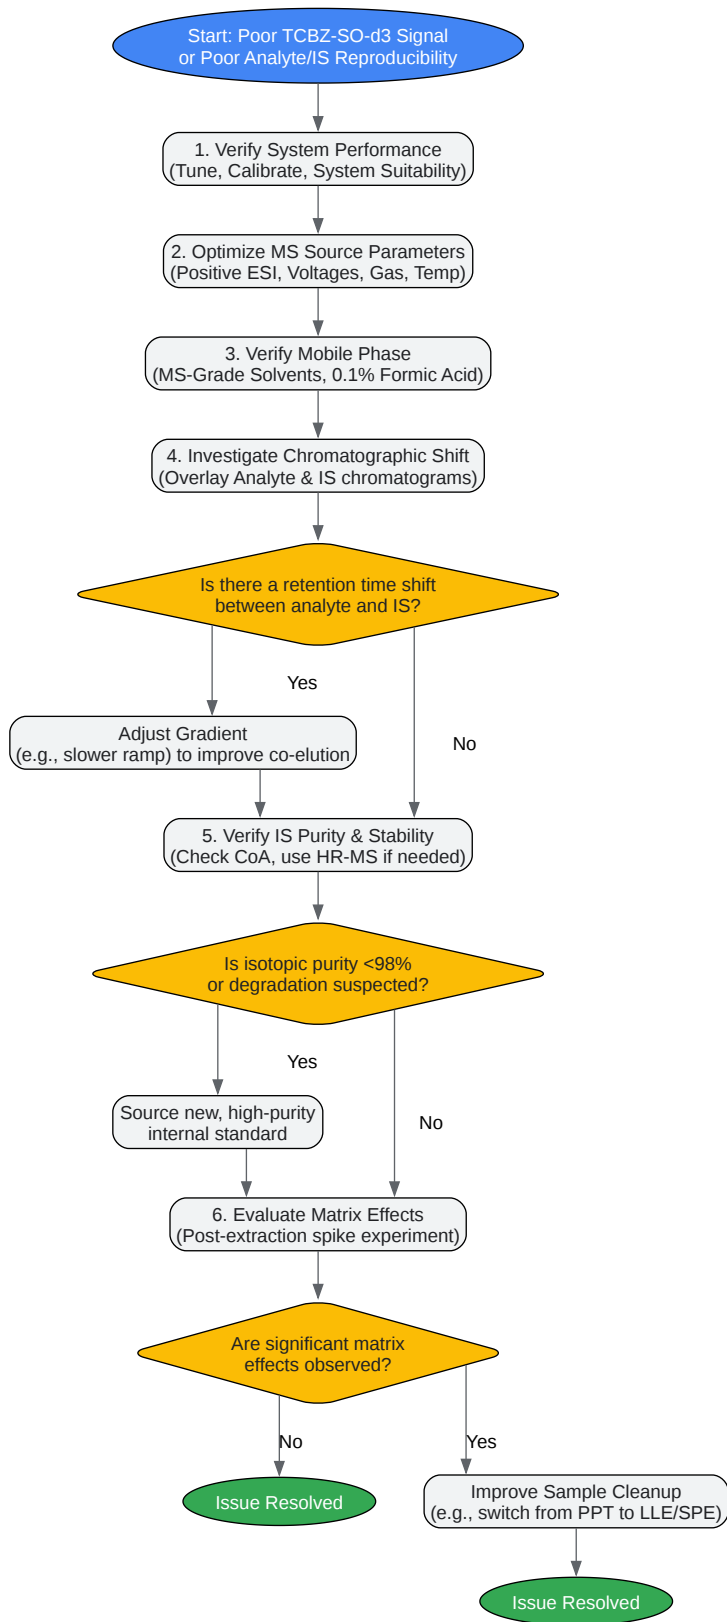 Start: Poor TCBZ-SO-d3 Signal
or Poor Analyte/IS Reproducibility
1. Verify System Performance
(Tune, Calibrate, System Suitability)
2. Optimize MS Source Parameters
(Positive ESI, Voltages, Gas, Temp)
3. Verify Mobile Phase
(MS-Grade Solvents, 0.1% Formic Acid)
4. Investigate Chromatographic Shift
(Overlay Analyte & IS chromatograms)
Is there a retention time shift
between analyte and IS?
Yes
Adjust Gradient
(e.g., slower ramp) to improve co-elution
No
5. Verify IS Purity & Stability
(Check CoA, use HR-MS if needed)
Is isotopic purity <98%
or degradation suspected?
Yes
Source new, high-purity
internal standard
No
6. Evaluate Matrix Effects
(Post-extraction spike experiment)
Are significant matrix
effects observed?
No
Yes
Issue Resolved
Improve Sample Cleanup
(e.g., switch from PPT to LLE/SPE)
Issue Resolved